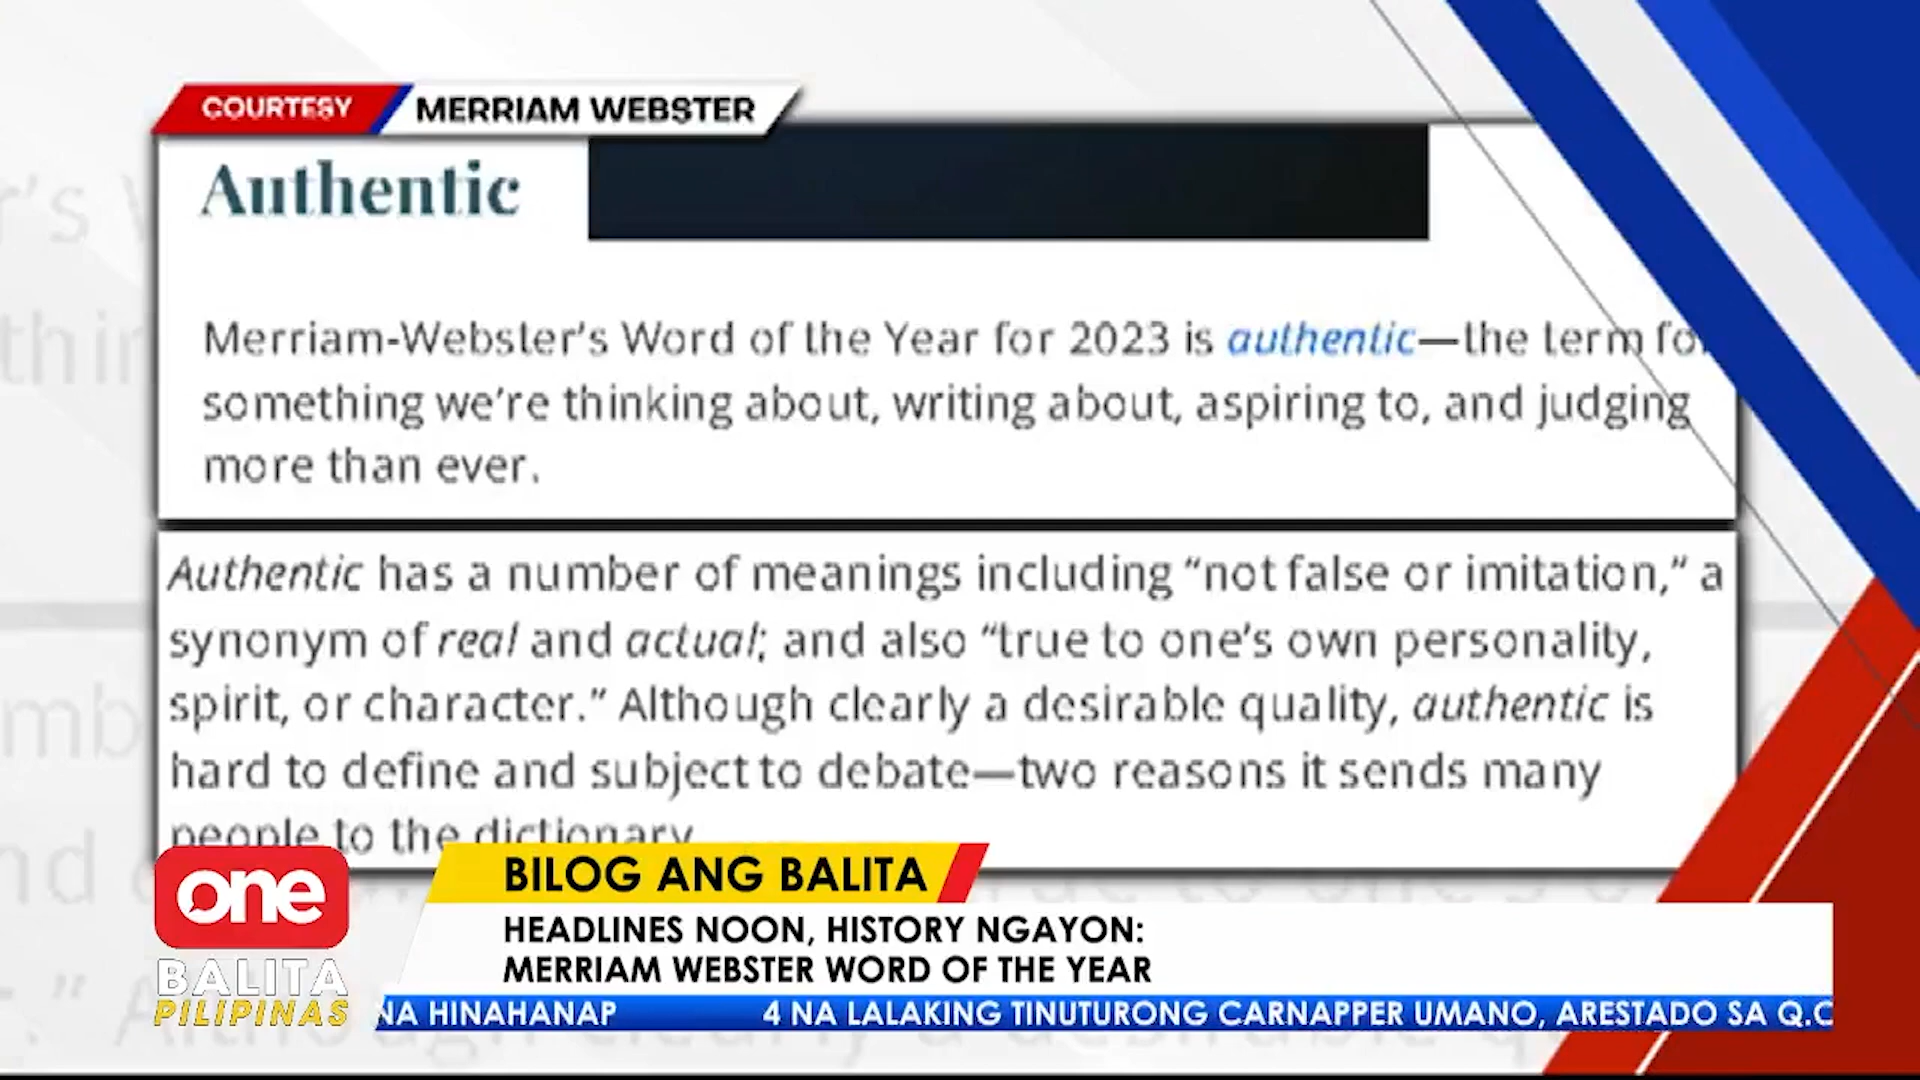 COURTESY MERRIAM WEBSTER
Authentic
Merriam-Webster's Word of the Year for 2023 is authentic—the term for
something we're thinking about, writing about, aspiring to, and judging
more than ever.
Authentic has a number of meanings including “not false or imitation,” a
synonym of real and actual; and also “true to one's own personality,
spirit, or character.” Although clearly a desirable quality, authentic is
hard to define and subject to debate—two reasons it sends many
people to the dictionary.
BILOG ANG BALITA
HEADLINES NOON, HISTORY NGAYON:
MERRIAM WEBSTER WORD OF THE YEAR
one
BALITA
PILIPINAS
NA HINAHANAP 4 NA LALAKING TINUTURONG CARNAPPER UMANO, ARESTADO SA Q.C